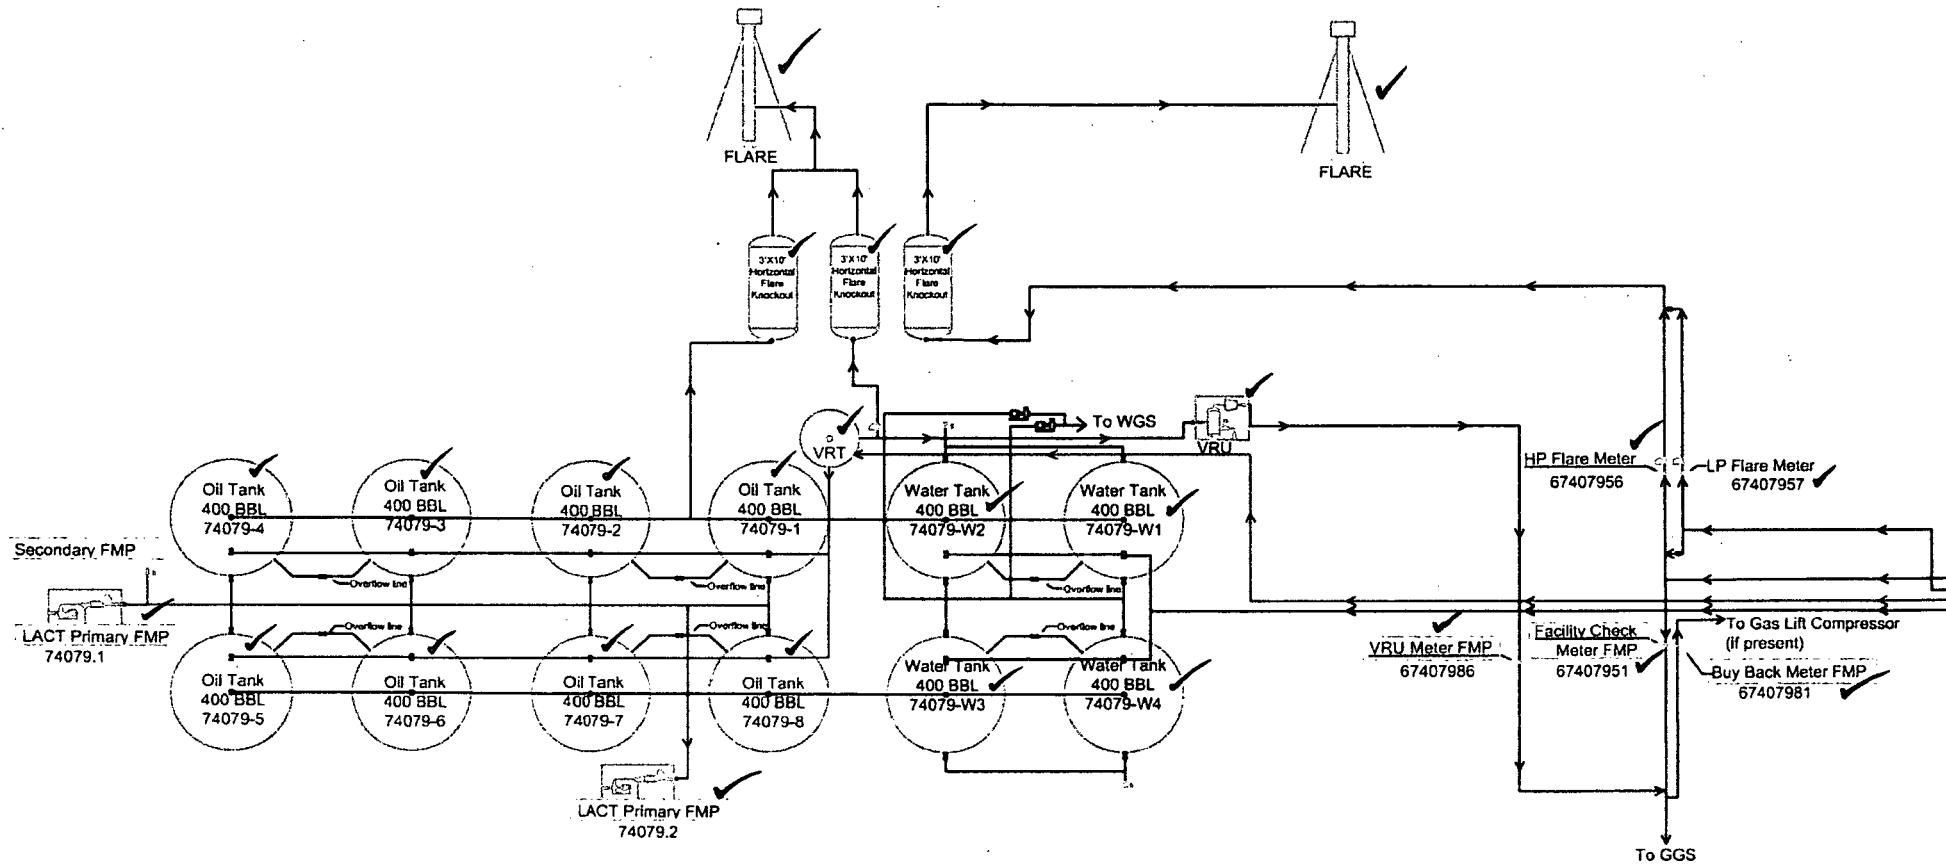 FLARE
FLARE
3'X10'
Horizontal
Flare
Knockout
3'X10'
Horizontal
Flare
Knockout
3'X10'
Horizontal
Flare
Knockout
VRT
To WGS
VRU
HP Flare Meter
67407956
LP Flare Meter
67407957
Oil Tank
400 BBL
74079-4
Oil Tank
400 BBL
74079-3
Oil Tank
400 BBL
74079-2
Oil Tank
400 BBL
74079-1
Water Tank
400 BBL
74079-W2
Water Tank
400 BBL
74079-W1
Secondary FMP
Overflow line
Overflow line
Overflow line
LACT Primary FMP
74079.1
Overflow line
Overflow line
Overflow line
To Gas Lift Compressor
(if present)
VRU Meter FMP
67407986
Facility Check
Meter FMP
67407951
Buy Back Meter FMP
67407981
Oil Tank
400 BBL
74079-5
Oil Tank
400 BBL
74079-6
Oil Tank
400 BBL
74079-7
Oil Tank
400 BBL
74079-8
Water Tank
400 BBL
74079-W3
Water Tank
400 BBL
74079-W4
LACT Primary FMP
74079.2
To GGS